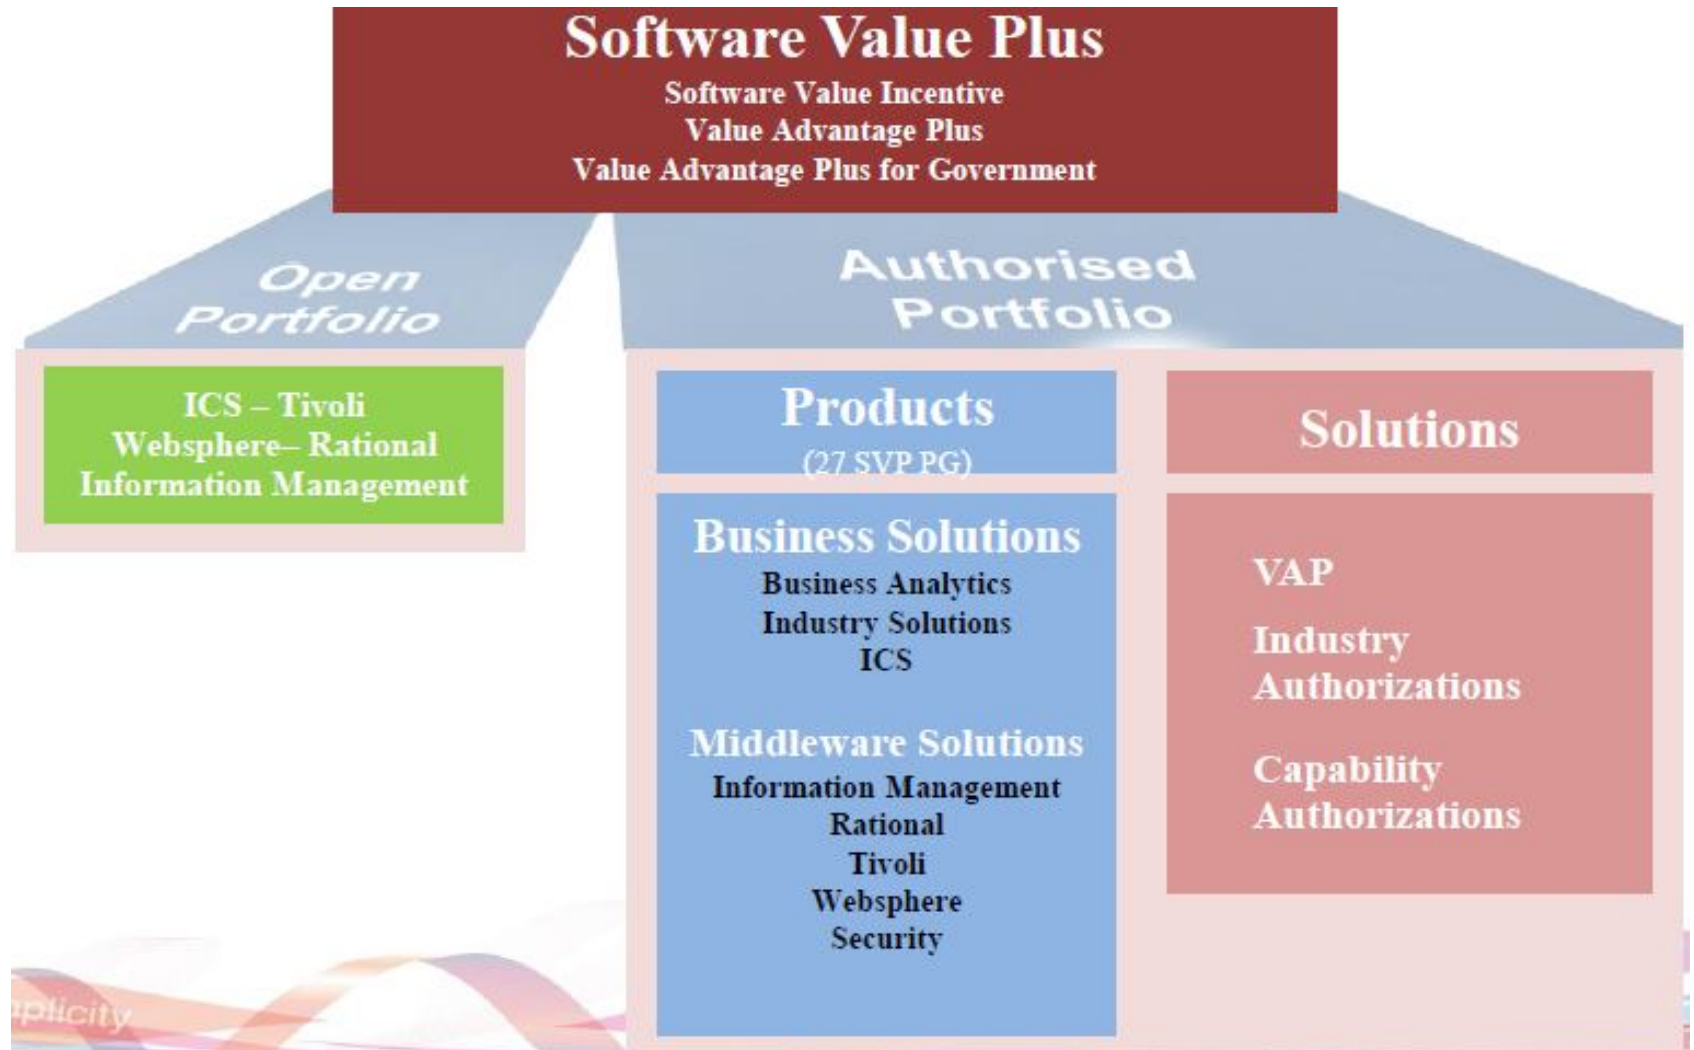 Software Value Plus
Software Value Incentive
Value Advantage Plus
Value Advantage Plus for Government
Open
Portfolio
Authorised
Portfolio
ICS – Tivoli
Websphere– Rational
Information Management
Products
(27 SVP PG)
Solutions
Business Solutions
Business Analytics
Industry Solutions
ICS
Middleware Solutions
Information Management
Rational
Tivoli
Websphere
Security
VAP
Industry
Authorizations
Capability
Authorizations